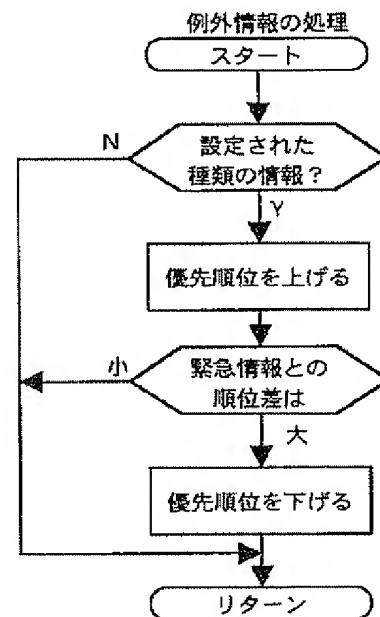 例外情報の処理
スタート
N
設定された
種類の情報？
Y
優先順位を上げる
小
緊急情報との
順位差は
大
優先順位を下げる
リターン